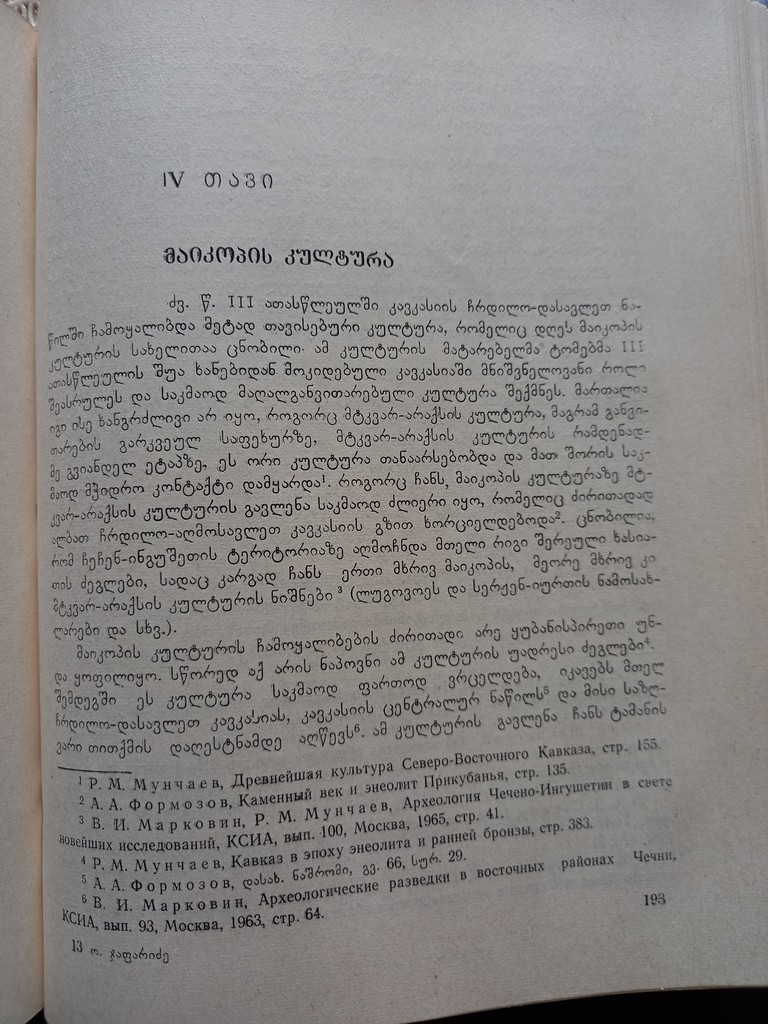 IV თავი
მაიკოპის კულტურა
ძვ. წ. III ათასწლეულში კავკასიის ჩრდილო-დასავლეთ ნა-
წილში ჩამოყალიბდა მეტად თავისებური კულტურა, რომელიც დღეს მაიკოპის
კულტურის სახელითაა ცნობილი. ამ კულტურის მატარებელმა ტომებმა III
ათასწლეულის შუა ხანებიდან მოკიდებული კავკასიაში მნიშვნელოვანი როლი
შეასრულეს და საკმაოდ მაღალგანვითარებული კულტურა შექმნეს. მართალია
იგი ისე ხანგრძლივი არ იყო, როგორც მტკვარ-არაქსის კულტურა, მაგრამ განვი-
თარების გარკვეულ საფეხურზე, მტკვარ-არაქსის კულტურის რამდენად-
მე გვიანდელ ეტაპზე, ეს ორი კულტურა თანაარსებობდა და მათ შორის საკ-
მაოდ მჭიდრო კონტაქტი დამყარდა¹. როგორც ჩანს, მაიკოპის კულტურაზე მტ-
კვარ-არაქსის კულტურის გავლენა საკმაოდ ძლიერი იყო, რომელიც ძირითადად
ალბათ ჩრდილო-აღმოსავლეთ კავკასიის გზით ხორციელდებოდა². ცნობილია,
რომ ჩეჩენ-ინგუშეთის ტერიტორიაზე აღმოჩნდა მთელი რიგი შერეული ხასია-
თის ძეგლები, სადაც კარგად ჩანს ერთი მხრივ მაიკოპის, მეორე მხრივ კი
მტკვარ-არაქსის კულტურის ნიშნები ³ (ლუგოვოეს და სერჟენ-იურთის ნამოსახ-
ლარები და სხვ.).
მაიკოპის კულტურის ჩამოყალიბების ძირითადი არე ყუბანისპირეთი უნ-
და ყოფილიყო. სწორედ აქ არის ნაპოვნი ამ კულტურის უადრესი ძეგლები⁴.
შემდეგში ეს კულტურა საკმაოდ ფართოდ ვრცელდება, იკავებს მთელ
ჩრდილო-დასავლეთ კავკასიას, კავკასიის ცენტრალურ ნაწილს⁵ და მისი საზღ-
ვარი თითქმის დაღესტნამდე აღწევს⁶. ამ კულტურის გავლენა ჩანს ტამანის
¹ Р. М. Мунчаев, Древнейшая культура Северо-Восточного Кавказа, стр. 155.
² А. А. Формозов, Каменный век и энеолит Прикубанья, стр. 135.
³ В. И. Марковин, Р. М. Мунчаев, Археология Чечено-Ингушетии в свете
новейших исследований, КСИА, вып. 100, Москва, 1965, стр. 41.
⁴ Р. М. Мунчаев, Кавказ в эпоху энеолита и ранней бронзы, стр. 383.
⁵ А. А. Формозов, დასახ. ნაშრომი, გვ. 66, სურ. 29.
⁶ В. И. Марковин, Археологические разведки в восточных районах Чечни,
КСИА, вып. 93, Москва, 1963, стр. 64.
13 ო. ჯაფარიძე
193